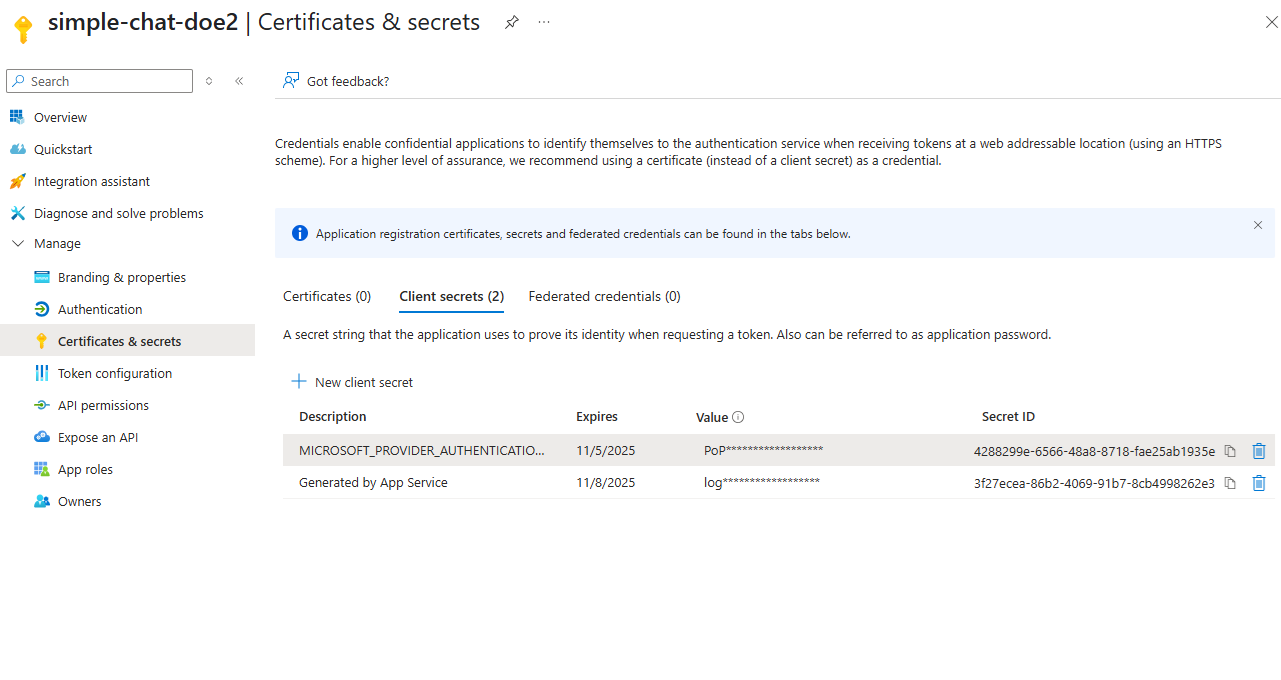 simple-chat-doe2 | Certificates & secrets
Search
Got feedback?
Overview
Quickstart
Integration assistant
Diagnose and solve problems
Manage
Branding & properties
Authentication
Certificates & secrets
Token configuration
API permissions
Expose an API
App roles
Owners
Credentials enable confidential applications to identify themselves to the authentication service when receiving tokens at a web addressable location (using an HTTPS
scheme). For a higher level of assurance, we recommend using a certificate (instead of a client secret) as a credential.
Application registration certificates, secrets and federated credentials can be found in the tabs below.
Certificates (0) Client secrets (2) Federated credentials (0)
A secret string that the application uses to prove its identity when requesting a token. Also can be referred to as application password.
New client secret
Description Expires Value Secret ID
MICROSOFT_PROVIDER_AUTHENTICATIO... 11/5/2025 PoP****************** 4288299e-6566-48a8-8718-fae25ab1935e
Generated by App Service 11/8/2025 log****************** 3f27ecea-86b2-4069-91b7-8cb4998262e3